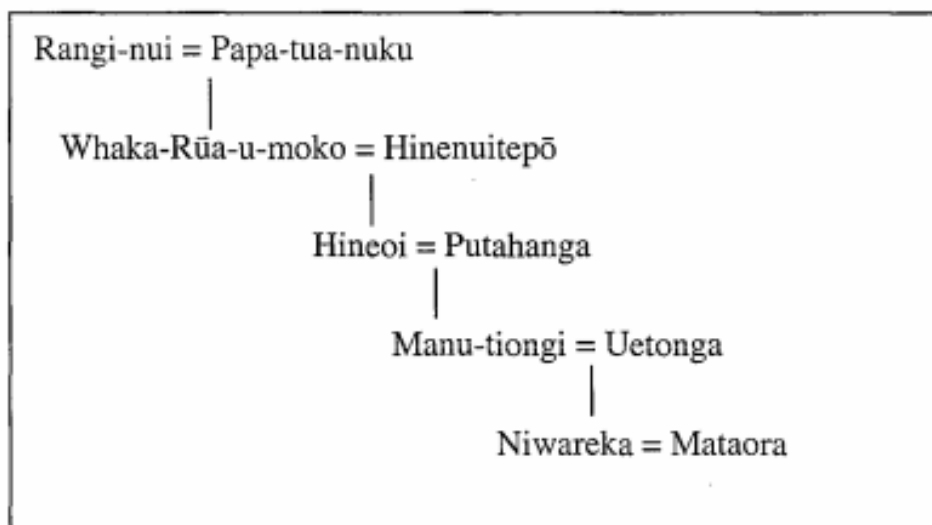 Rangi-nui = Papa-tua-nuku
Whaka-Rūa-u-moko = Hinenuitepō
Hineoi = Putahanga
Manu-tiongi = Uetonga
Niwareka = Mataora